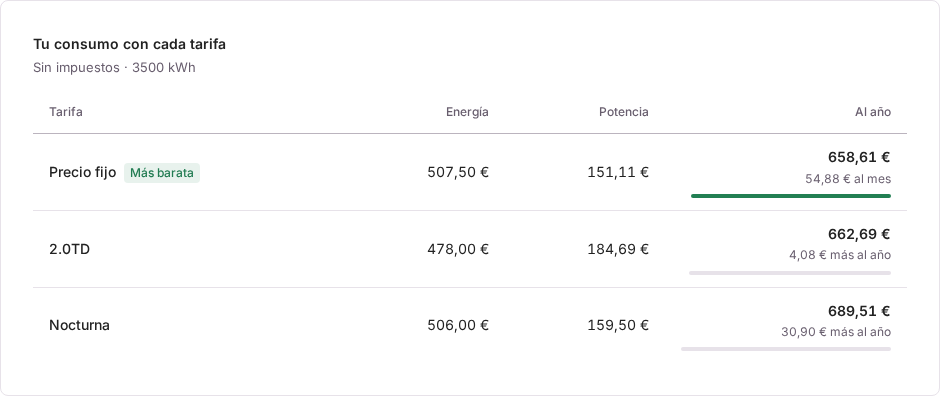 Tu consumo con cada tarifa
Sin impuestos · 3500 kWh
Tarifa Energía Potencia Al año
Precio fijo Más barata 507,50 € 151,11 € 658,61 €
54,88 € al mes
2.0TD 478,00 € 184,69 € 662,69 €
4,08 € más al año
Nocturna 506,00 € 159,50 € 689,51 €
30,90 € más al año